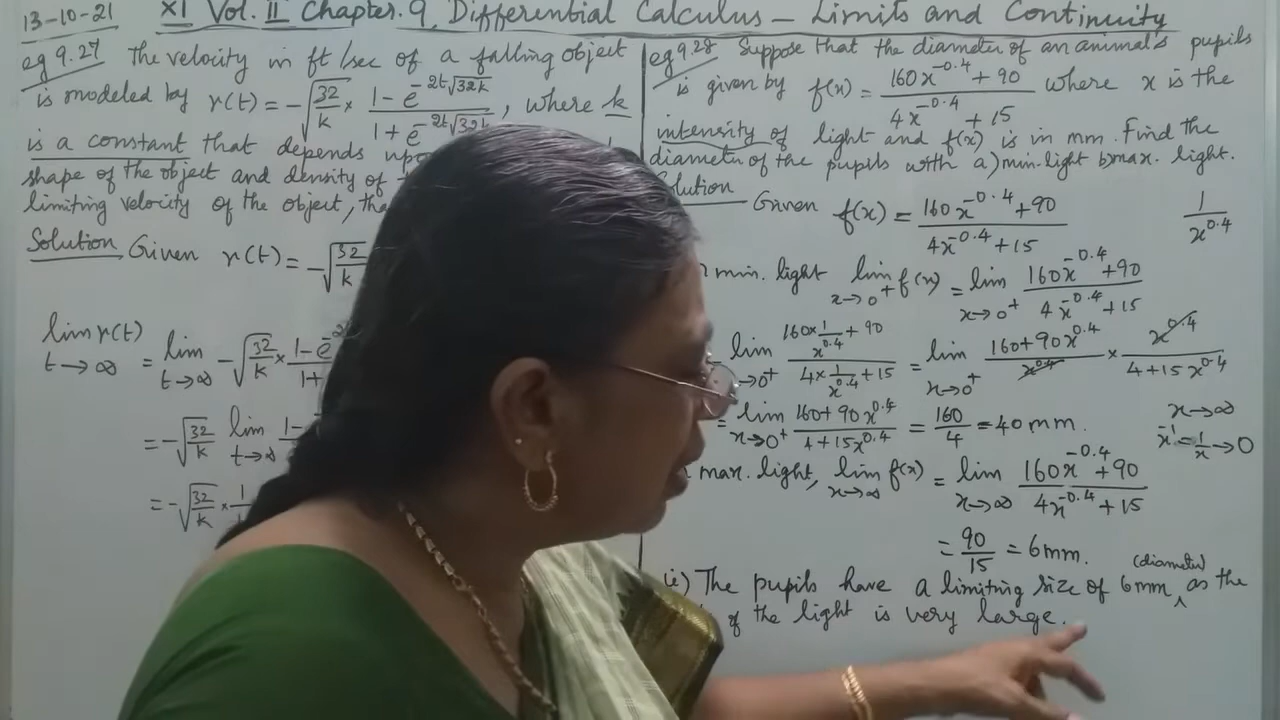 13-10-21 XI Vol. II Chapter. 9, Differential Calculus - Limits and Continuity
eg 9.27 The velocity in ft/sec of a falling object
is modeled by r(t) = -√(32/k) × (1 - e^(-2t√32k))/(1 + e^(-2t√32k)), where k
is a constant that depends
shape of the object and density of
limiting velocity of the object,
Solution Given r(t) = -√(32/k)
lim r(t) t→∞ = lim t→∞ -√(32/k) × (1 - e
= -√(32/k) lim t→∞ 1 -
= -√(32/k) × 1
eg 9.28 Suppose that the diameter of an animal's pupils
is given by f(x) = (160x^-0.4 + 90)/(4x^-0.4 + 15) where x is the
intensity of light and f(x) is in mm. Find the
diameter of the pupils with a) min. light b) max. light.
Solution Given f(x) = (160x^-0.4 + 90)/(4x^-0.4 + 15) 1/x^0.4
min. light lim x→0+ f(x) = lim x→0+ (160x^-0.4 + 90)/(4x^-0.4 + 15)
lim x→0+ (160 × 1/x^0.4 + 90)/(4 × 1/x^0.4 + 15) = lim x→0+ (160 + 90x^0.4)/x^0.4 × x^0.4/(4 + 15x^0.4)
= lim x→0+ (160 + 90x^0.4)/(4 + 15x^0.4) = 160/4 = 40 mm. x→∞
x^-1 = 1/x → 0
max. light, lim x→∞ f(x) = lim x→∞ (160x^-0.4 + 90)/(4x^-0.4 + 15)
= 90/15 = 6 mm.
ie) The pupils have a limiting size of 6mm ^ (diameter) as the
of the light is very large.